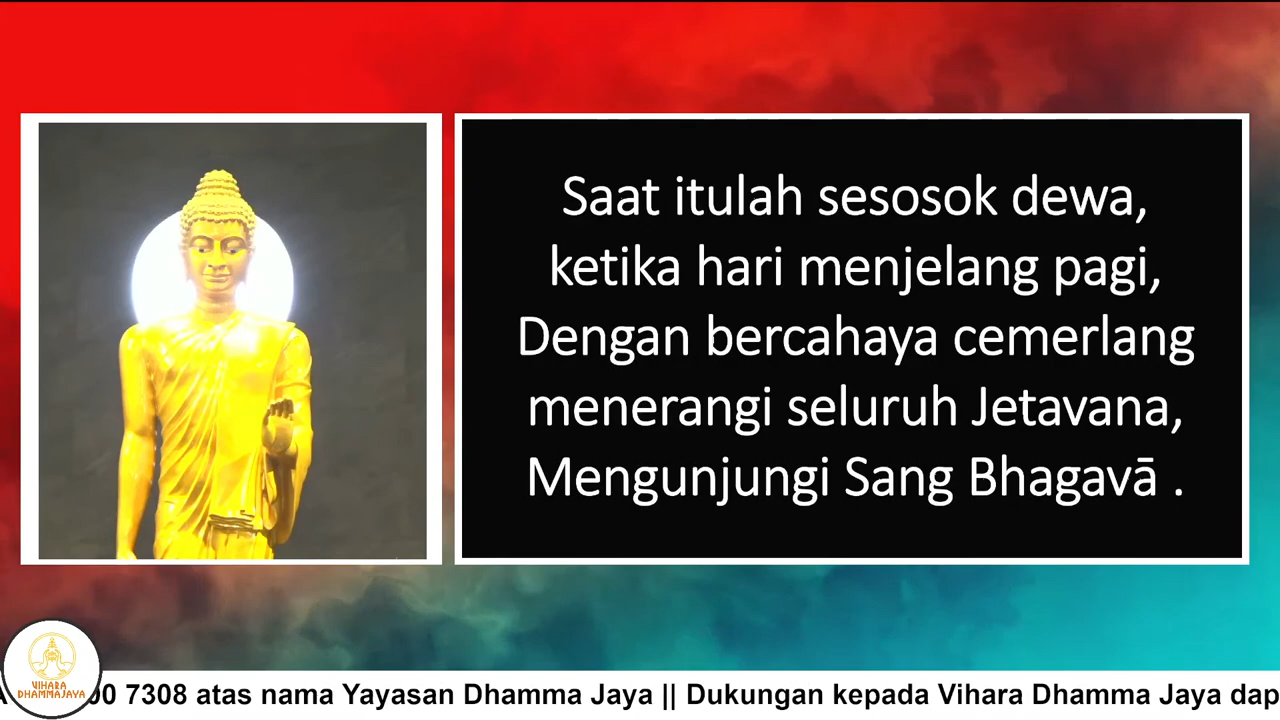 Saat itulah sesosok dewa,
ketika hari menjelang pagi,
Dengan bercahaya cemerlang
menerangi seluruh Jetavana,
Mengunjungi Sang Bhagavā .
VIHARA
DHAMMAJAYA
00 7308 atas nama Yayasan Dhamma Jaya || Dukungan kepada Vihara Dhamma Jaya dap